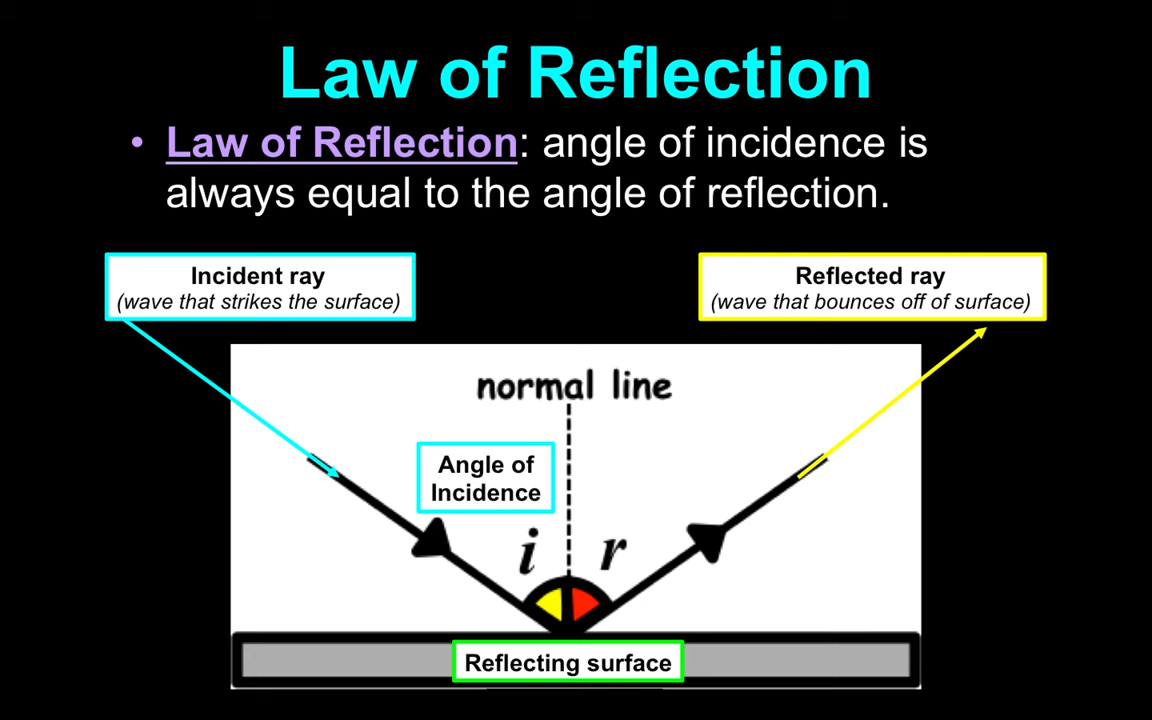 Law of Reflection
• Law of Reflection: angle of incidence is
always equal to the angle of reflection.
Incident ray
(wave that strikes the surface)
Reflected ray
(wave that bounces off of surface)
normal line
Angle of
Incidence
i r
Reflecting surface